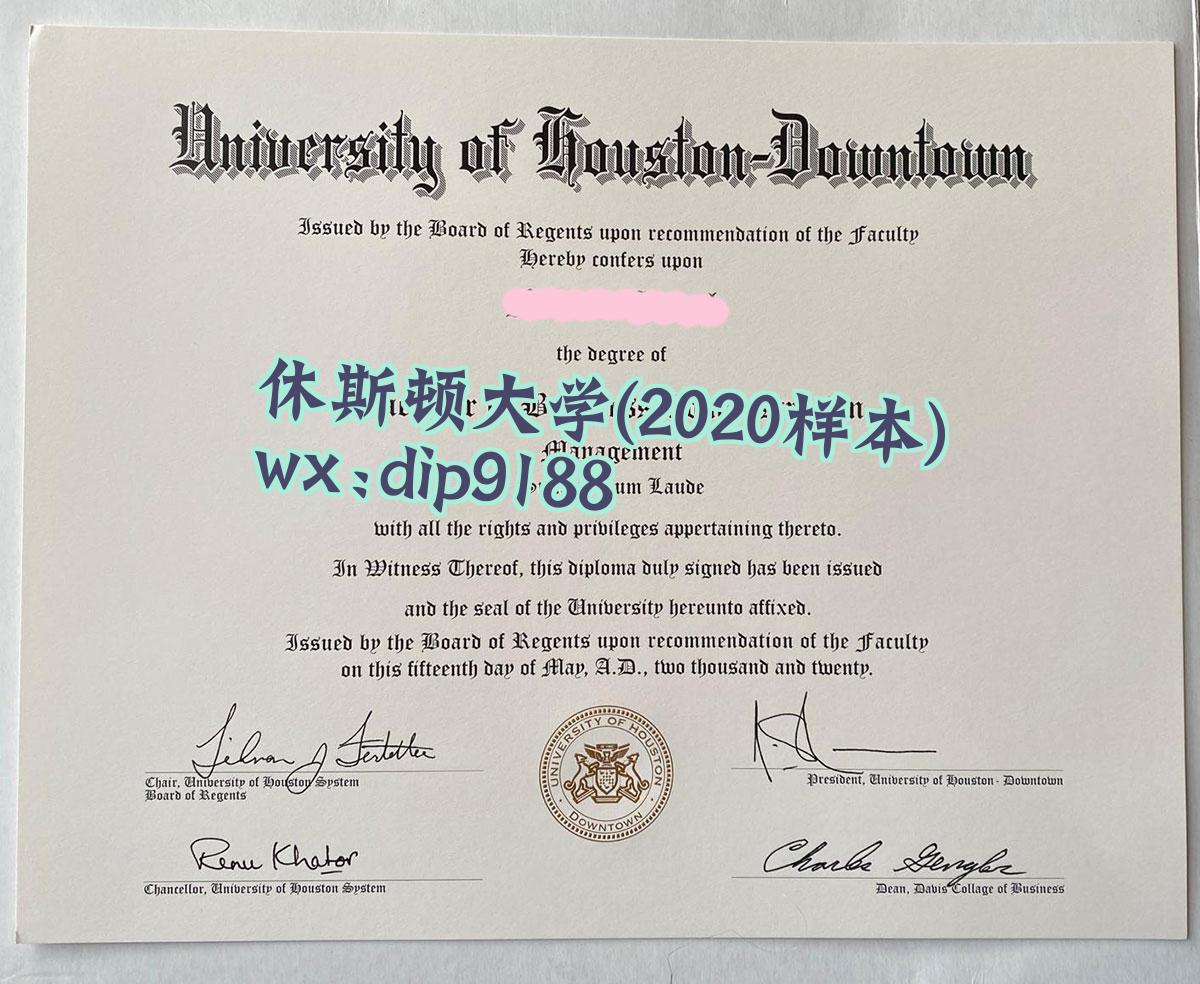 University of Houston-Downtown
Issued by the Board of Regents upon recommendation of the Faculty
Hereby confers upon
the degree of
休斯顿大学(2020样本)
Management
wx:dip9188
um Laude
with all the rights and privileges appertaining thereto.
In Witness Thereof, this diploma duly signed has been issued
and the seal of the University hereunto affixed.
Issued by the Board of Regents upon recommendation of the Faculty
on this fifteenth day of May, A.D., two thousand and twenty.
Chair, University of Houston System
Board of Regents
UNIVERSITY OF HOUSTON
DOWNTOWN
President, University of Houston - Downtown
Renu Khator
Chancellor, University of Houston System
Charles Gengler
Dean, Davis Collage of Business